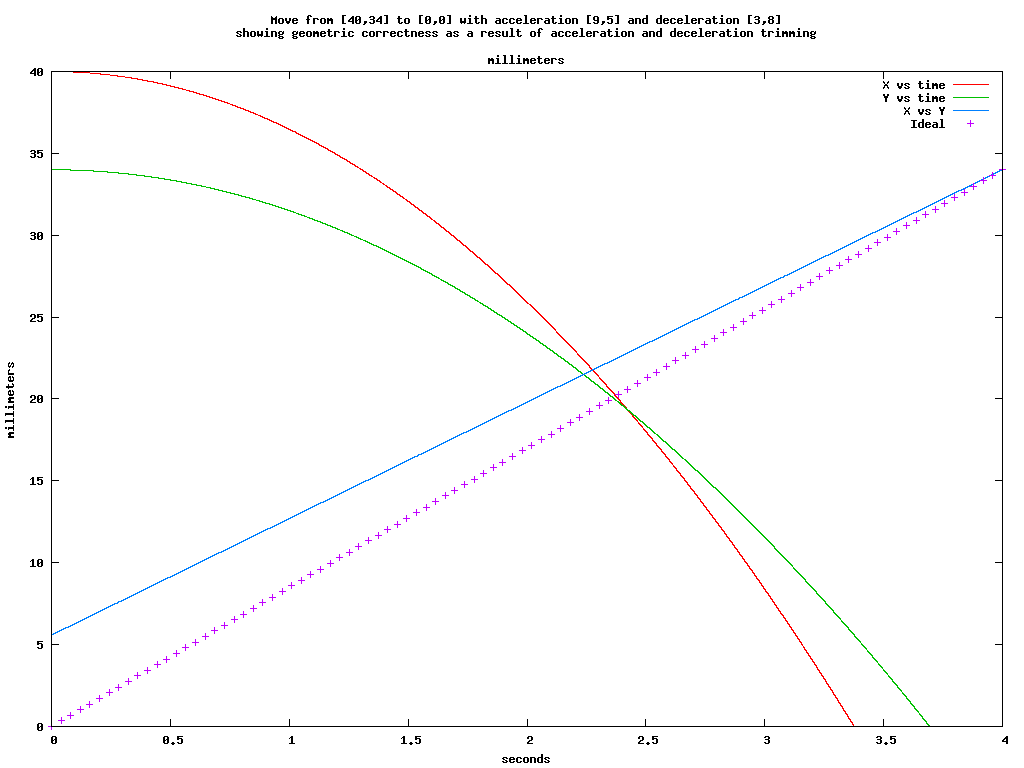 Move from [40,34] to [0,0] with acceleration [9,5] and deceleration [3,8]
showing geometric correctness as a result of acceleration and deceleration trimming
millimeters
X vs time
Y vs time
X vs Y
Ideal
40
35
30
25
20
15
10
5
0
millimeters
0 0.5 1 1.5 2 2.5 3 3.5 4
seconds